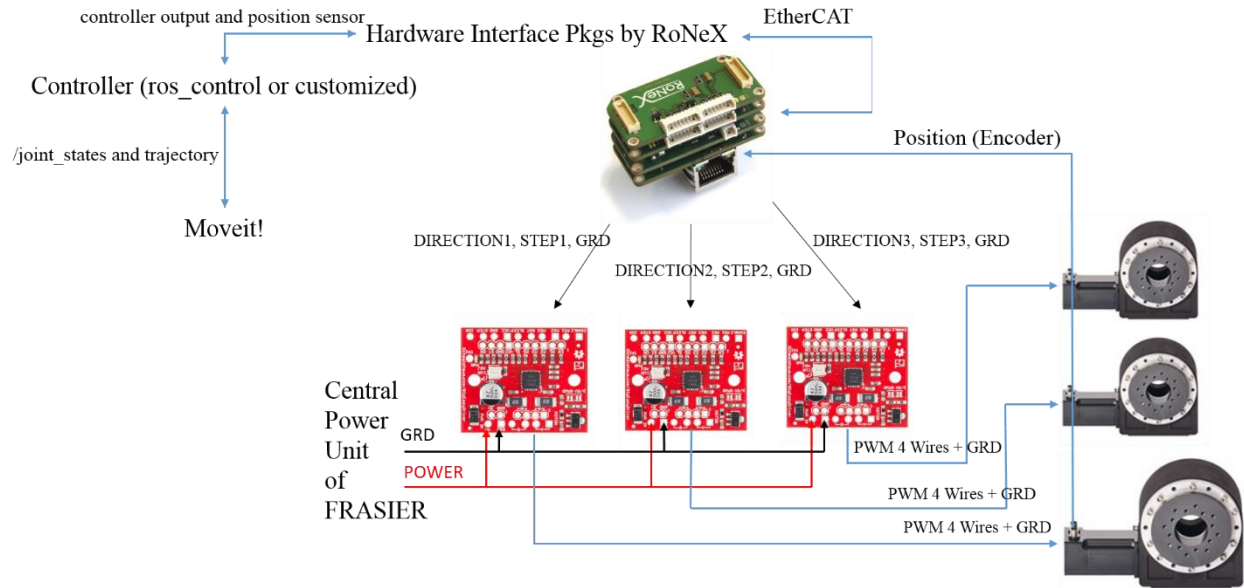 controller output and position sensor
EtherCAT
Hardware Interface Pkgs by RoNeX
Controller (ros_control or customized)
RoNeX
/joint_states and trajectory
Position (Encoder)
Moveit!
DIRECTION1, STEP1, GRD
DIRECTION2, STEP2, GRD
DIRECTION3, STEP3, GRD
Central
Power
Unit
of
FRASIER
GRD
POWER
PWM 4 Wires + GRD
PWM 4 Wires + GRD
PWM 4 Wires + GRD